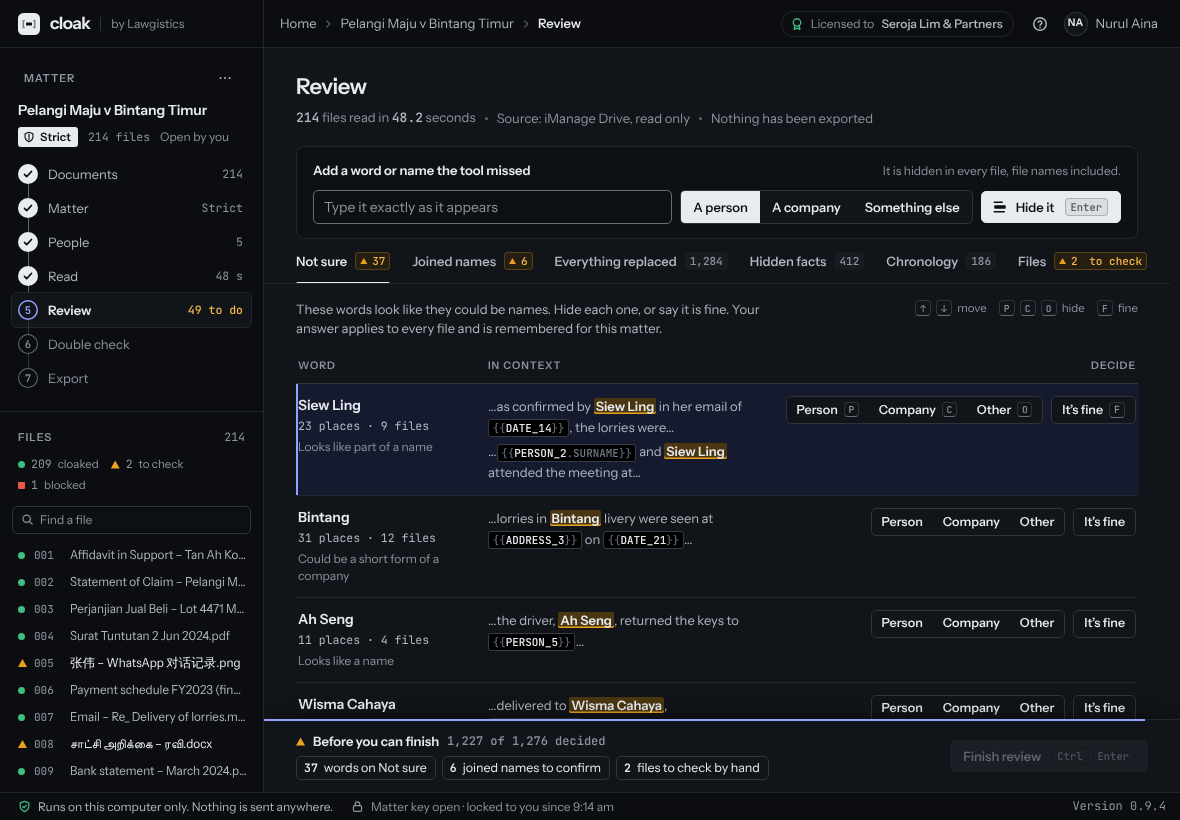 cloak by Lawgistics
Home > Pelangi Maju v Bintang Timur > Review
Licensed to Seroja Lim & Partners
NA Nurul Aina
MATTER
Pelangi Maju v Bintang Timur
Strict 214 files Open by you
Documents 214
Matter Strict
People 5
Read 48 s
5 Review 49 to do
6 Double check
7 Export
FILES 214
209 cloaked 2 to check
1 blocked
Find a file
001 Affidavit in Support – Tan Ah Ko...
002 Statement of Claim – Pelangi M...
003 Perjanjian Jual Beli – Lot 4471 M...
004 Surat Tuntutan 2 Jun 2024.pdf
005 张伟 – WhatsApp 对话记录.png
006 Payment schedule FY2023 (fin...
007 Email – Re_ Delivery of lorries.m...
008 சாட்சி அறிக்கை – ரவி.docx
009 Bank statement – March 2024.p...
Review
214 files read in 48.2 seconds • Source: iManage Drive, read only • Nothing has been exported
Add a word or name the tool missed
It is hidden in every file, file names included.
Type it exactly as it appears
A person A company Something else
Hide it Enter
Not sure 37 Joined names 6 Everything replaced 1,284 Hidden facts 412 Chronology 186 Files 2 to check
These words look like they could be names. Hide each one, or say it is fine. Your
answer applies to every file and is remembered for this matter.
↑ ↓ move P C O hide F fine
WORD IN CONTEXT DECIDE
Siew Ling
23 places · 9 files
Looks like part of a name
…as confirmed by Siew Ling in her email of
{{DATE_14}}, the lorries were…
…{{PERSON_2.SURNAME}} and Siew Ling
attended the meeting at…
Person P Company C Other O It's fine F
Bintang
31 places · 12 files
Could be a short form of a
company
…lorries in Bintang livery were seen at
{{ADDRESS_3}} on {{DATE_21}}…
Person Company Other It's fine
Ah Seng
11 places · 4 files
Looks like a name
…the driver, Ah Seng, returned the keys to
{{PERSON_5}}…
Person Company Other It's fine
Wisma Cahaya
…delivered to Wisma Cahaya,
Person Company Other It's fine
Before you can finish 1,227 of 1,276 decided
37 words on Not sure 6 joined names to confirm 2 files to check by hand
Finish review Ctrl Enter
Runs on this computer only. Nothing is sent anywhere. Matter key open · locked to you since 9:14 am
Version 0.9.4